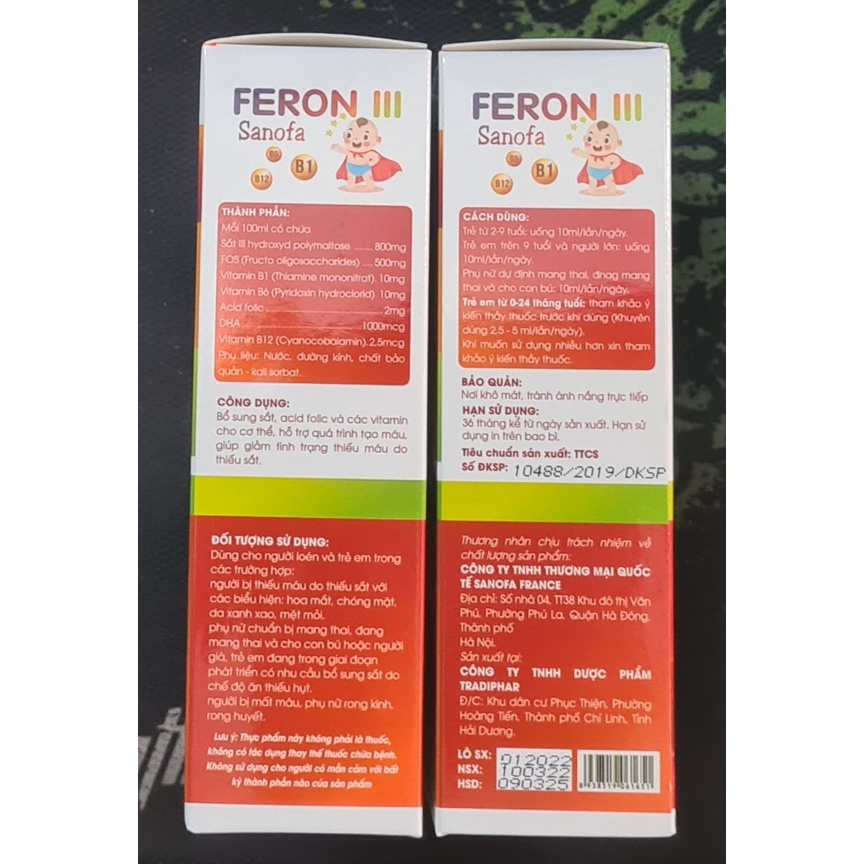 FERON III
Sanofa
B6
B1
B12
THÀNH PHẦN:
Mỗi 100ml có chứa
Sắt III hydroxyd polymaltose ....... 800mg
FOS (Fructo oligosaccharides) .... 500mg
Vitamin B1 (Thiamine mononitrat). 10mg
Vitamin B6 (Pyridoxin hydroclorid) 10mg
Acid folic ........ 2mg
DHA ........ 1000mcg
Vitamin B12 (Cyanocobalamin). 2.5mcg
Phụ liệu: Nước, đường kính, chất bảo
quản - kali sorbat.
CÔNG DỤNG:
Bổ sung sắt, acid folic và các vitamin
cho cơ thể, hỗ trợ quá trình tạo máu,
giúp giảm tình trạng thiếu máu do
thiếu sắt.
ĐỐI TƯỢNG SỬ DỤNG:
Dùng cho người loén và trẻ em trong
các trường hợp:
người bị thiếu máu do thiếu sắt với
các biểu hiện: hoa mắt, chóng mặt,
da xanh xao, mệt mỏi.
phụ nữ chuẩn bị mang thai, đang
mang thai và cho con bú hoặc người
già, trẻ em đang trong giai đoạn
phát triển có nhu cầu bổ sung sắt do
chế độ ăn thiếu hụt.
người bị mất máu, phụ nữ rong kinh,
rong huyết.
Lưu ý: Thực phẩm này không phải là thuốc,
không có tác dụng thay thế thuốc chữa bệnh.
Không sử dụng cho người có mẫn cảm với bất
kỳ thành phần nào của sản phẩm
FERON III
Sanofa
B6
B1
B12
CÁCH DÙNG:
Trẻ từ 2-9 tuổi: uống 10ml/lần/ngày.
Trẻ em trên 9 tuổi và người lớn: uống
10ml/lần/ngày.
Phụ nữ dự định mang thai, đnag mang
thai và cho con bú: 10ml/lần/ngày.
Trẻ em từ 0-24 tháng tuổi: tham khảo ý
kiến thầy thuốc trước khi dùng (Khuyên
dùng 2,5 - 5 ml/lần/ngày).
Khi muốn sử dụng nhiều hơn xin tham
khảo ý kiến thầy thuốc.
BẢO QUẢN:
Nơi khô mát, tránh ánh nắng trực tiếp
HẠN SỬ DỤNG:
36 tháng kể từ ngày sản xuất. Hạn sử
dụng in trên bao bì.
Tiêu chuẩn sản xuất: TTCS
Số ĐKSP: 10488/2019/DKSP
Thương nhân chịu trách nhiệm về
chất lượng sản phẩm:
CÔNG TY TNHH THƯƠNG MẠI QUỐC
TẾ SANOFA FRANCE
Địa chỉ: Số nhà 04, TT38 Khu đô thị Văn
Phú, Phường Phú La, Quận Hà Đông,
Thành phố
Hà Nội.
Sản xuất tại:
CÔNG TY TNHH DƯỢC PHẨM
TRADIPHAR
Đ/C: Khu dân cư Phục Thiện, Phường
Hoàng Tiến, Thành phố Chí Linh, Tỉnh
Hải Dương.
LÔ SX: 012022
NSX: 100322
HSD: 090325